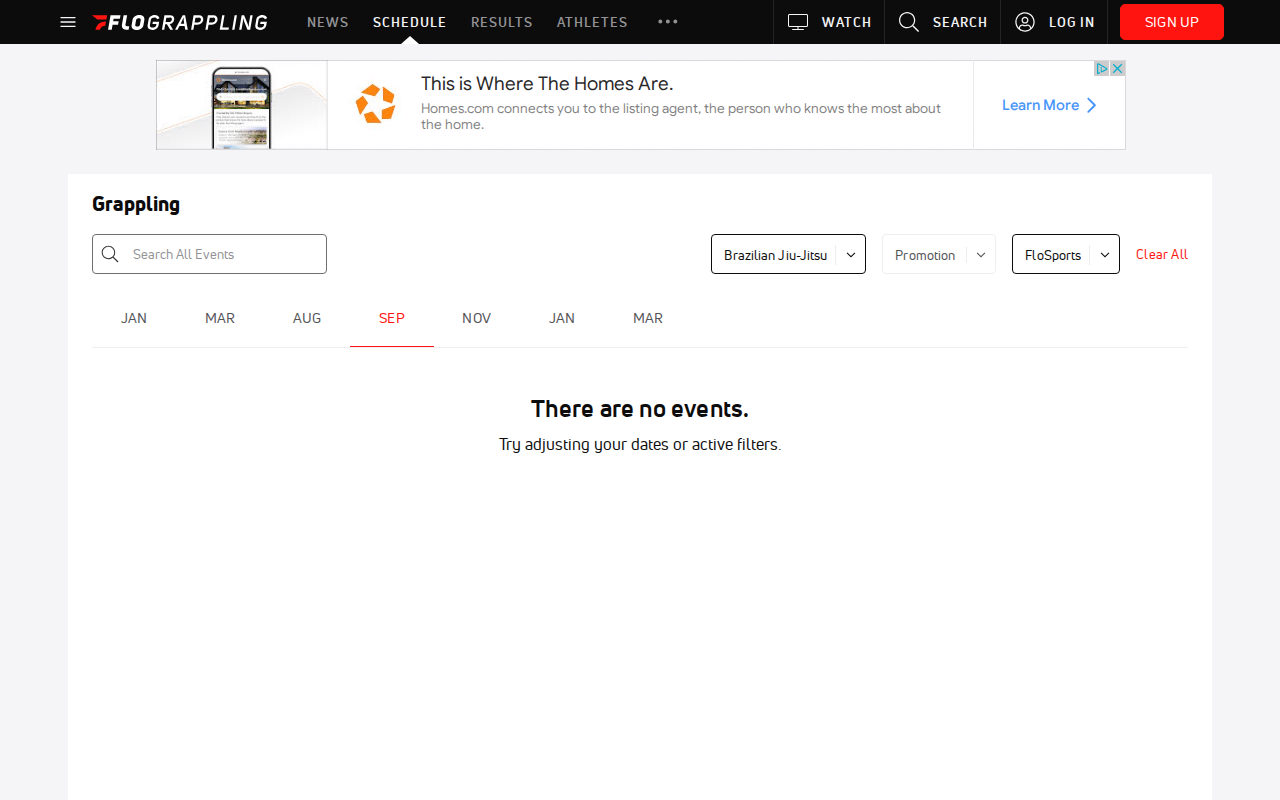 FLOGRAPPLING NEWS SCHEDULE RESULTS ATHLETES WATCH SEARCH LOG IN SIGN UP
This is Where The Homes Are.
Homes.com connects you to the listing agent, the person who knows the most about
the home.
Learn More
Grappling
Search All Events Brazilian Jiu-Jitsu Promotion FloSports Clear All
JAN MAR AUG SEP NOV JAN MAR
There are no events.
Try adjusting your dates or active filters.